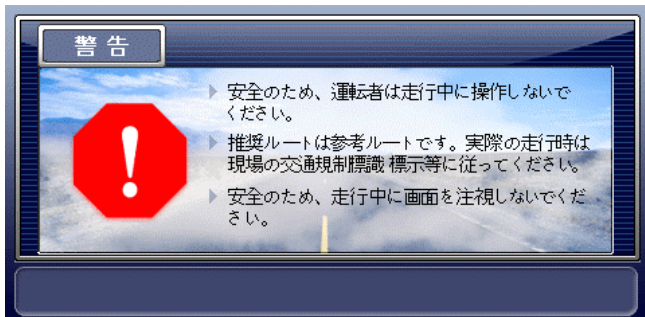 警告
安全のため、運転者は走行中に操作しないで
ください。
推奨ルートは参考ルートです。実際の走行時は
現場の交通規制標識 標示等に従ってください。
安全のため、走行中に画面を注視しないでくだ
さい。